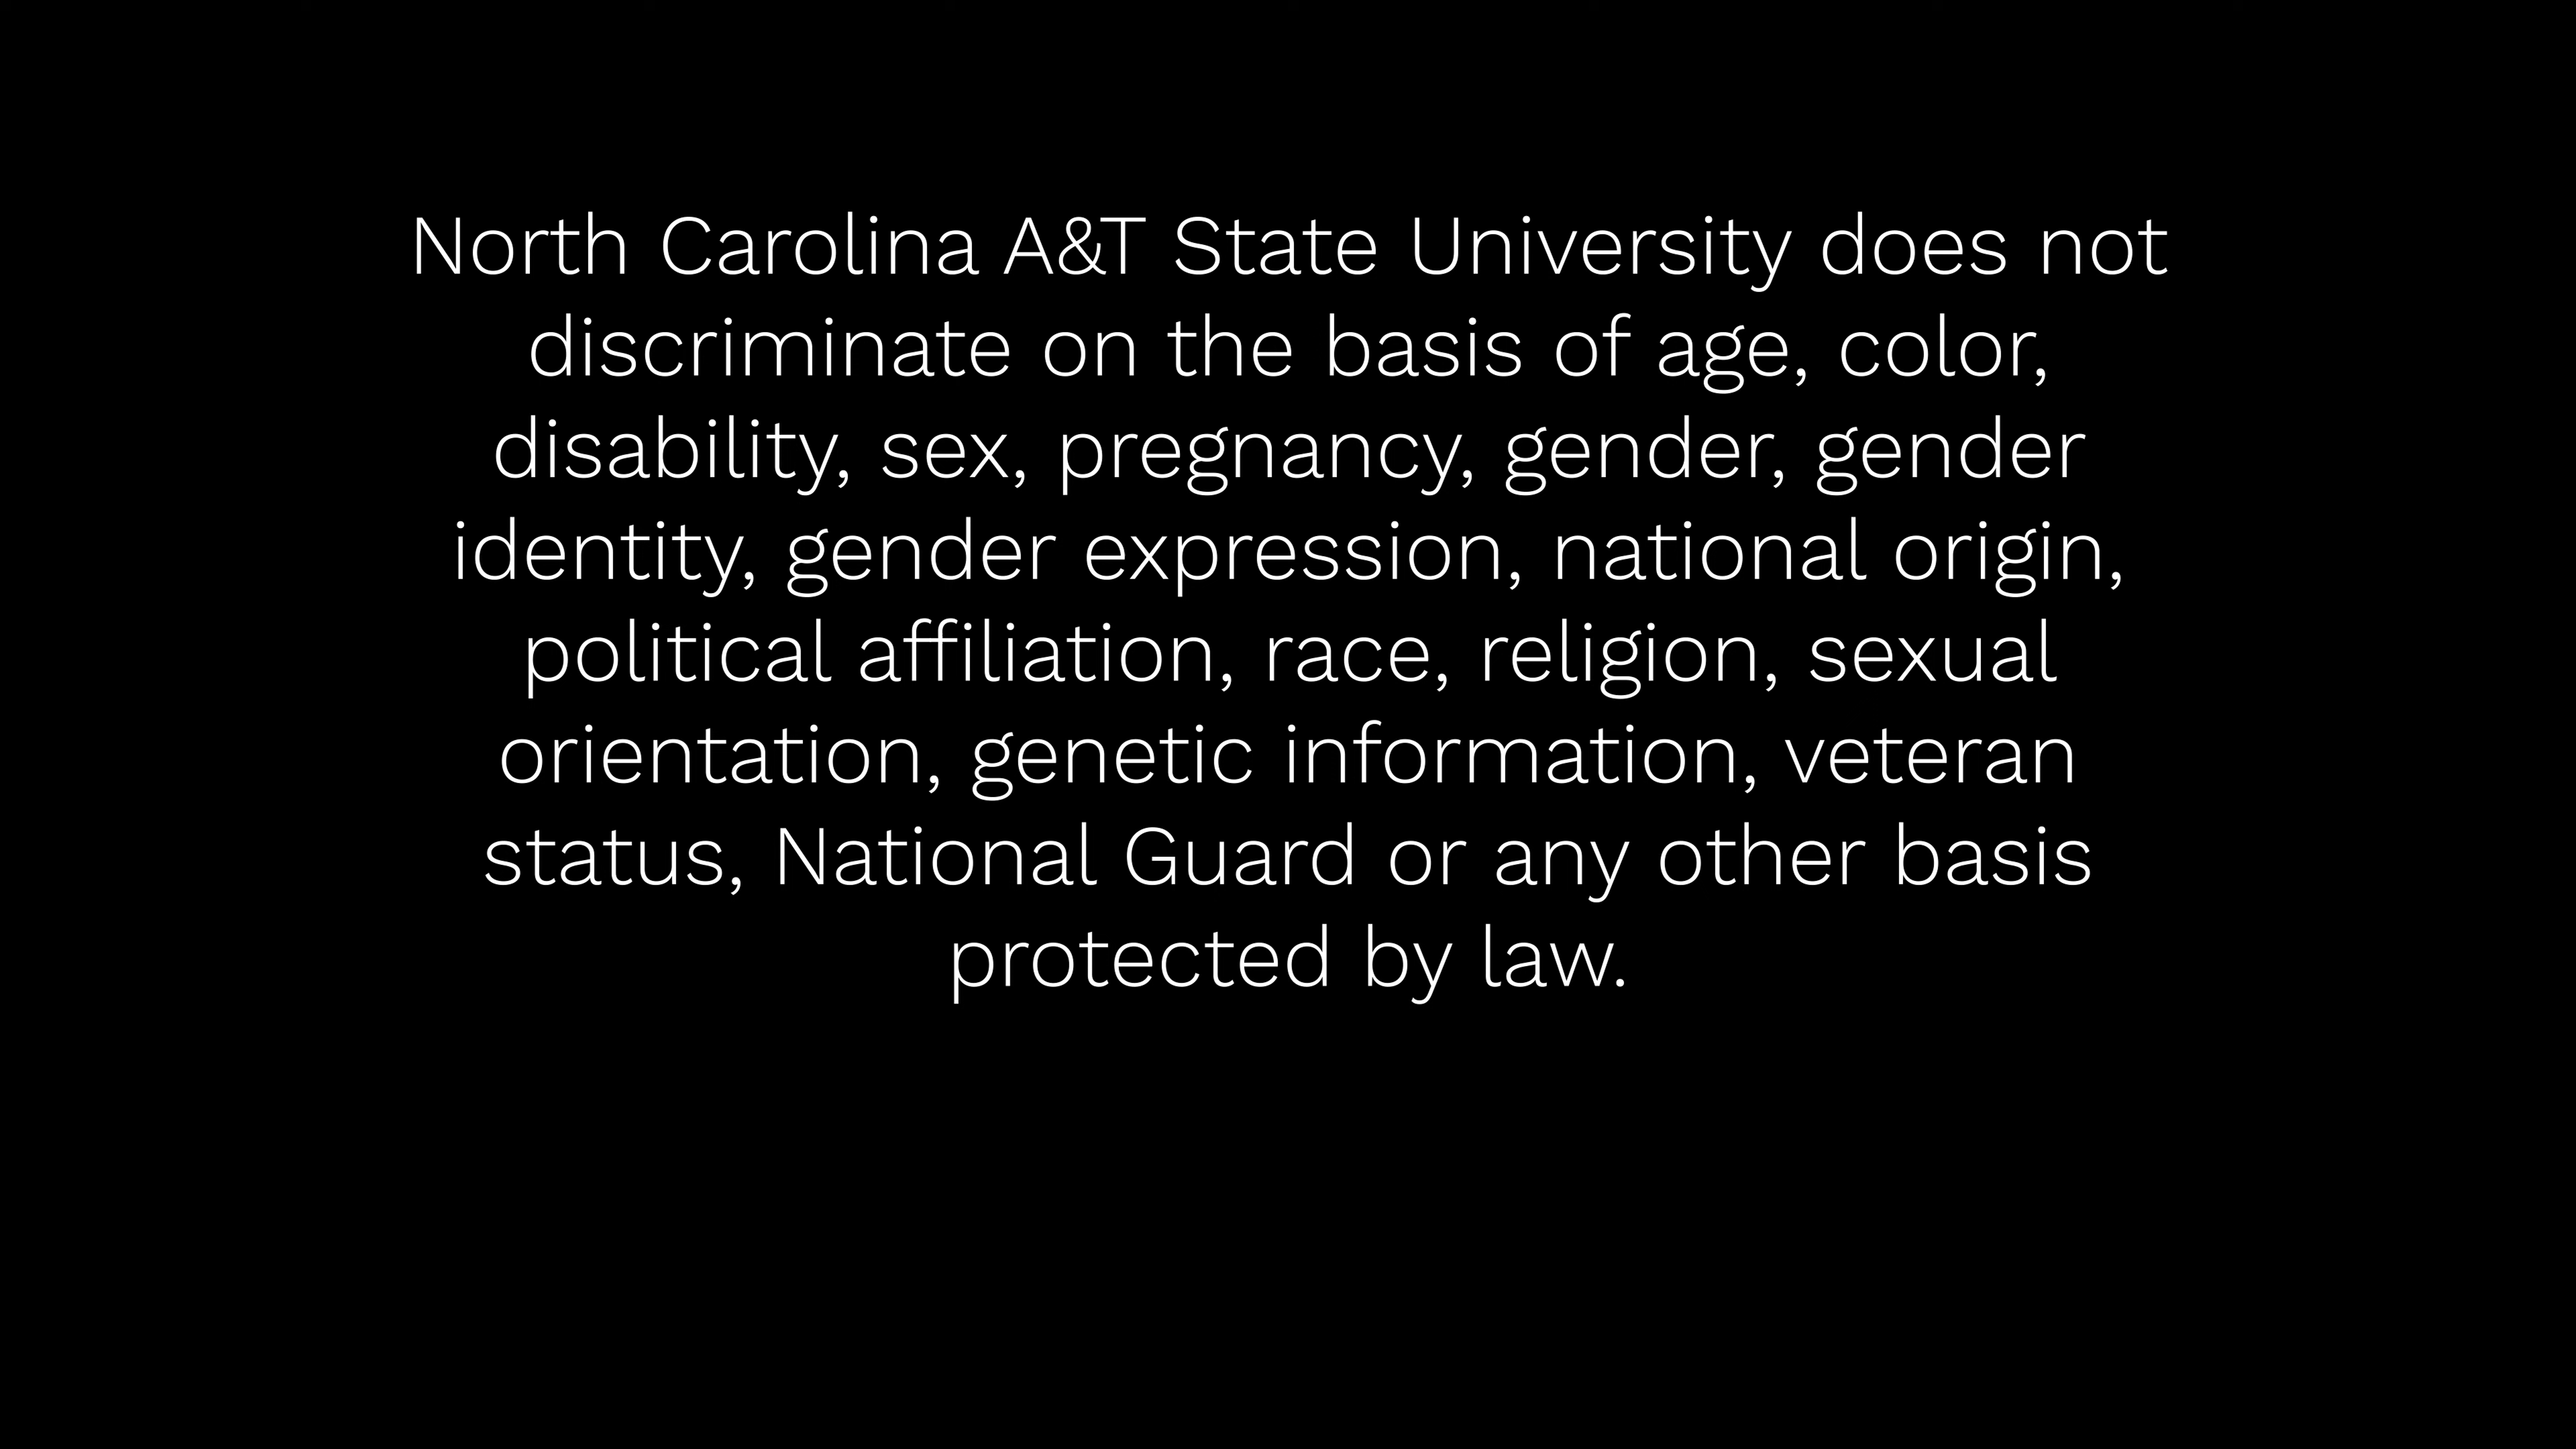 North Carolina A&T State University does not
discriminate on the basis of age, color,
disability, sex, pregnancy, gender, gender
identity, gender expression, national origin,
political affiliation, race, religion, sexual
orientation, genetic information, veteran
status, National Guard or any other basis
protected by law.